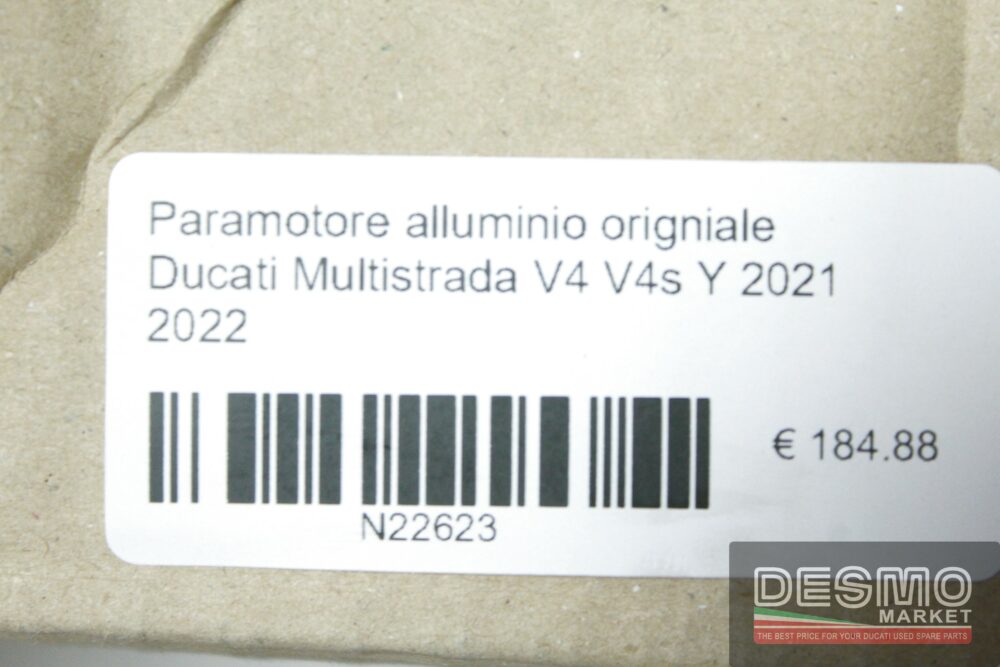 Paramotore alluminio origniale
Ducati Multistrada V4 V4s Y 2021
2022
€ 184.88
N22623
DESMO
MARKET
THE BEST PRICE FOR YOUR DUCATI USED SPARE PARTS